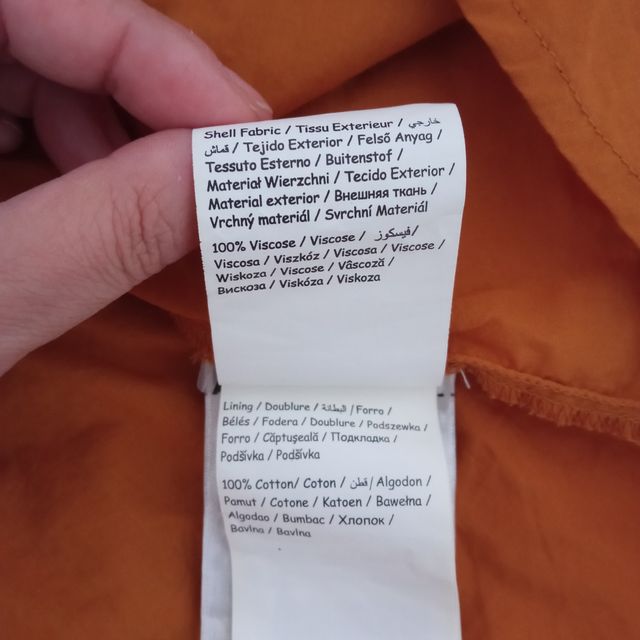 Shell Fabric / Tissu Exterieur / خارجي
قماش / Tejido Exterior / Felső Anyag /
Tessuto Esterno / Buitenstof /
Materiał Wierzchni / Tecido Exterior /
Material exterior / Внешняя ткань /
Vrchný materiál / Svrchní Materiál
100% Viscose / Viscose / فيسكوز /
Viscosa / Viszkóz / Viscosa / Viscose /
Wiskoza / Viscose / Vâscoză /
Вискоза / Viskóza / Viskoza
Lining / Doublure / البطانة / Forro /
Bélés / Fodera / Doublure / Podszewka /
Forro / Căptuşeală / Подкладка /
Podšívka / Podšívka
100% Cotton/ Coton / قطن / Algodon /
Pamut / Cotone / Katoen / Bawełna /
Algodao / Bumbac / Хлопок /
Bavlna / Bavlna